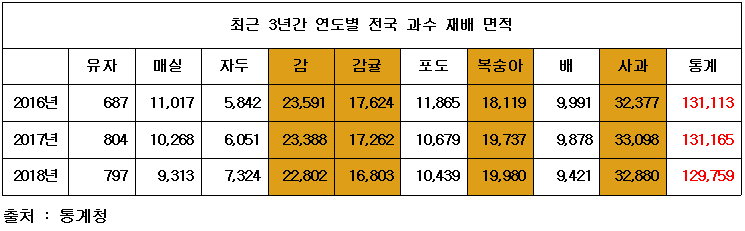 최근 3년간 연도별 전국 과수 재배 면적
유자 매실 자두 감 감귤 포도 복숭아 배 사과 통계
2016년 687 11,017 5,842 23,591 17,624 11,865 18,119 9,991 32,377 131,113
2017년 804 10,268 6,051 23,388 17,262 10,679 19,737 9,878 33,098 131,165
2018년 797 9,313 7,324 22,802 16,803 10,439 19,980 9,421 32,880 129,759
출처 : 통계청